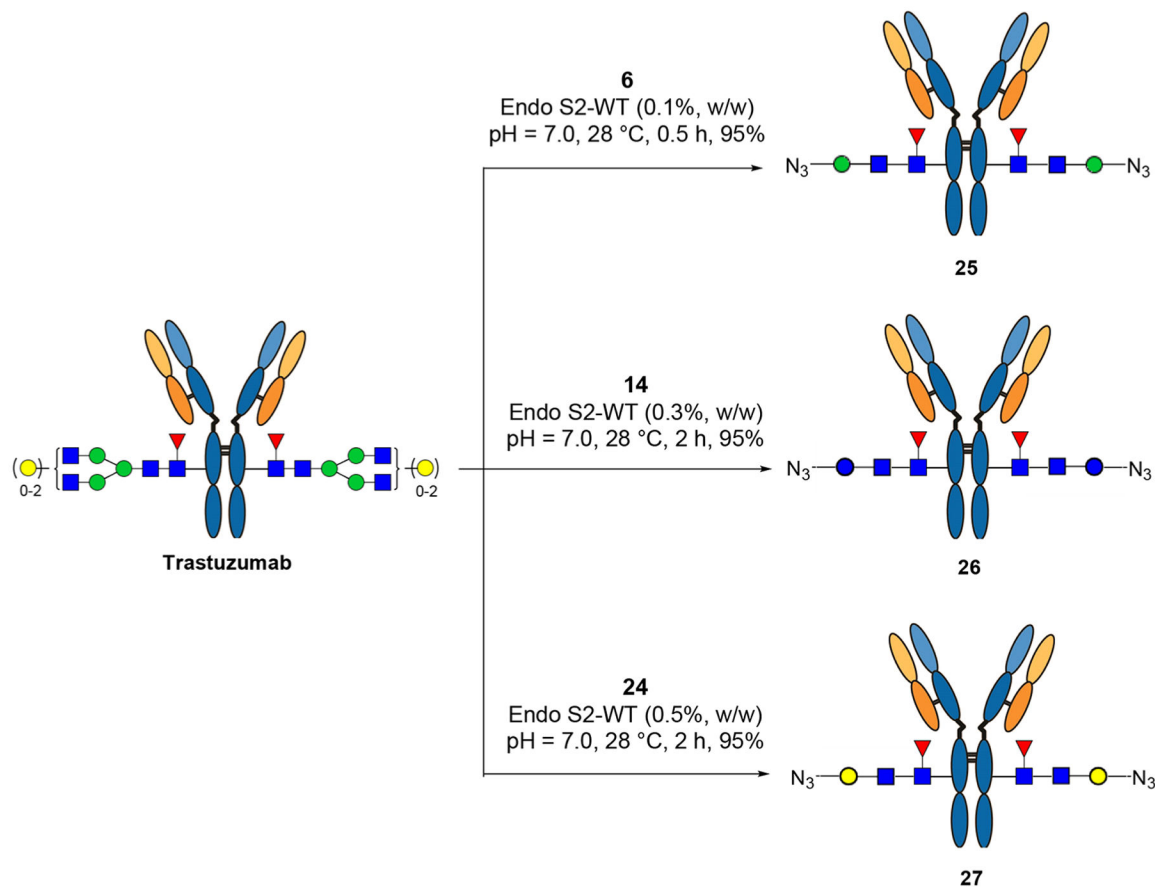 6
Endo S2-WT (0.1%, w/w)
pH = 7.0, 28 °C, 0.5 h, 95%
N3
N3
25
14
Endo S2-WT (0.3%, w/w)
pH = 7.0, 28 °C, 2 h, 95%
N3
N3
26
( )
0-2
( )
0-2
Trastuzumab
24
Endo S2-WT (0.5%, w/w)
pH = 7.0, 28 °C, 2 h, 95%
N3
N3
27